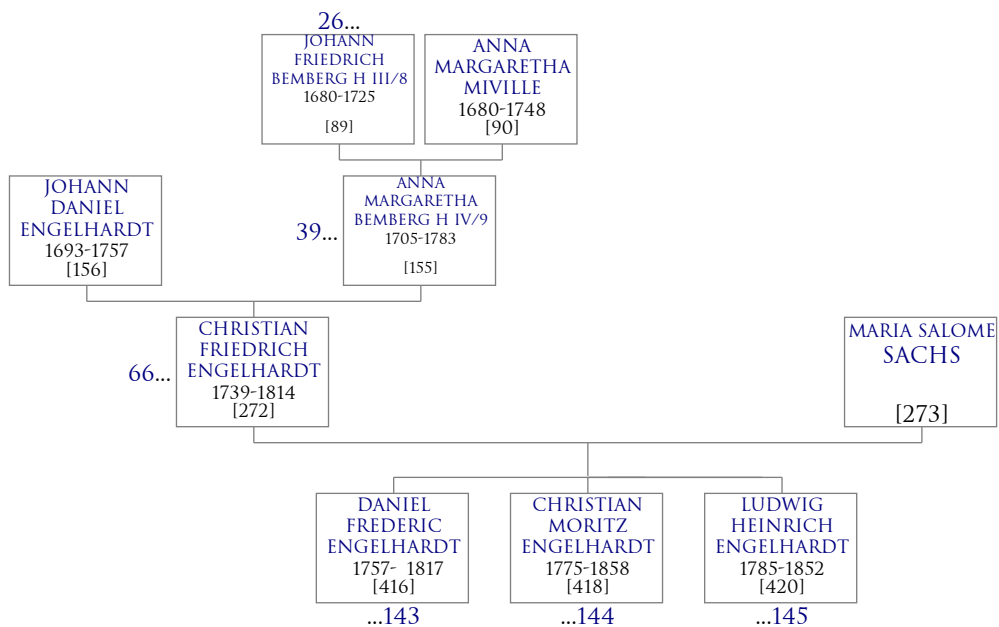 26...
JOHANN
FRIEDRICH
BEMBERG H III/8
1680-1725
[89]
ANNA
MARGARETHA
MIVILLE
1680-1748
[90]
JOHANN
DANIEL
ENGELHARDT
1693-1757
[156]
39...
ANNA
MARGARETHA
BEMBERG H IV/9
1705-1783
[155]
66...
CHRISTIAN
FRIEDRICH
ENGELHARDT
1739-1814
[272]
MARIA SALOME
SACHS
[273]
DANIEL
FREDERIC
ENGELHARDT
1757- 1817
[416]
...143
CHRISTIAN
MORITZ
ENGELHARDT
1775-1858
[418]
...144
LUDWIG
HEINRICH
ENGELHARDT
1785-1852
[420]
...145